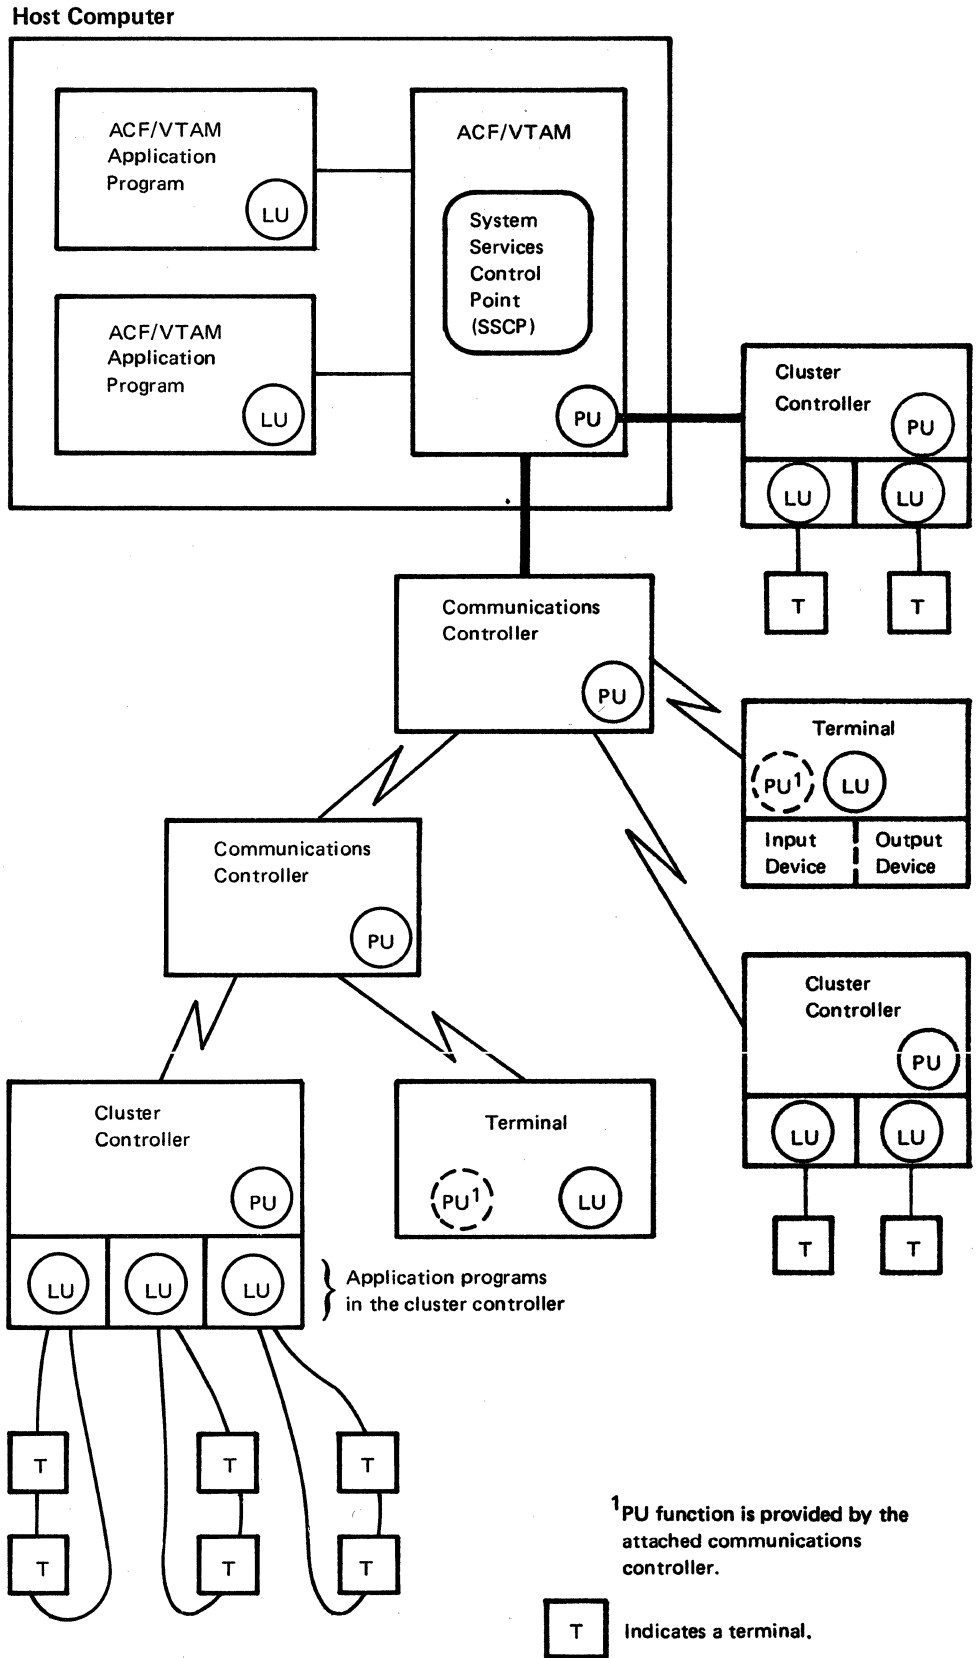 Host Computer
ACF/VTAM
Application
Program
LU
ACF/VTAM
System
Services
Control
Point
(SSCP)
PU
ACF/VTAM
Application
Program
LU
Cluster
Controller
PU
LU
LU
T
T
Communications
Controller
PU
Terminal
PU1
LU
Input
Device
Output
Device
Communications
Controller
PU
Cluster
Controller
PU
LU
LU
T
T
Cluster
Controller
PU
LU
LU
LU
Terminal
PU1
LU
Application programs
in the cluster controller
T
T
T
T
T
T
1PU function is provided by the
attached communications
controller.
T
Indicates a terminal.